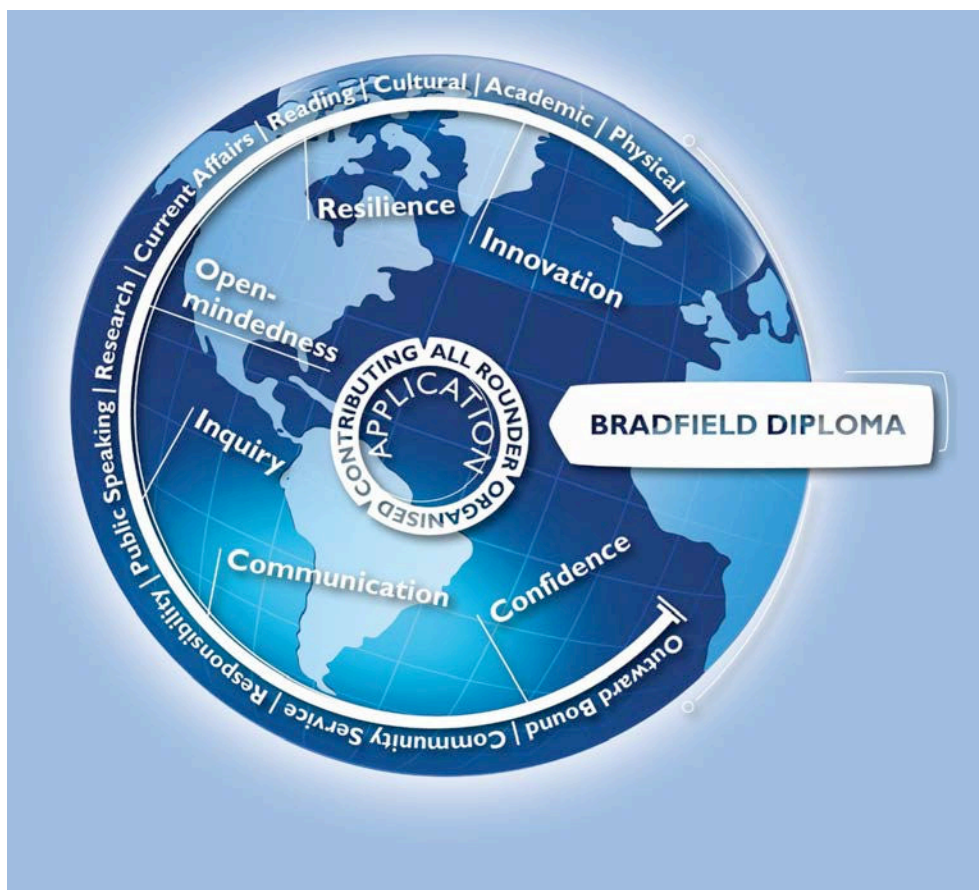 Outward Bound | Community Service | Responsibility | Public Speaking | Research | Current Affairs | Reading | Cultural | Academic | Physical
Resilience
Innovation
Open-
mindedness
Inquiry
Communication
Confidence
CONTRIBUTING ALL ROUNDER ORGANISED
APPLICATION
BRADFIELD DIPLOMA